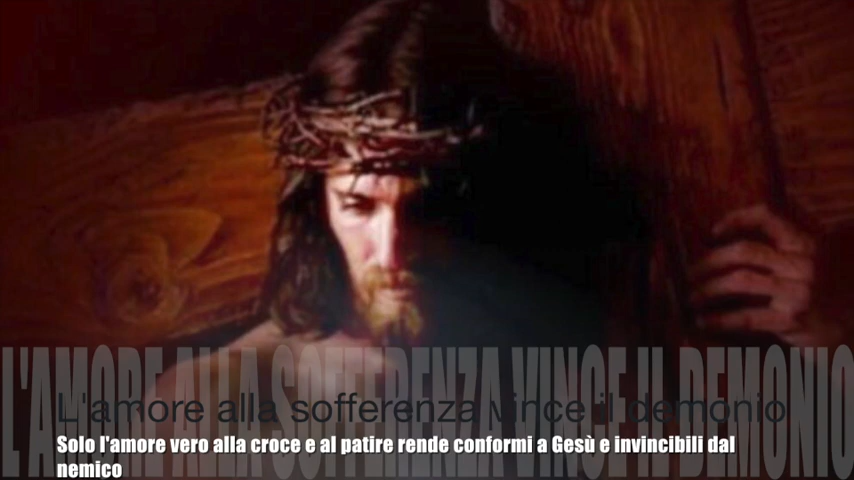 L'AMORE ALLA SOFFERENZA VINCE IL DEMONIO
L'amore alla sofferenza vince il demonio
Solo l'amore vero alla croce e al patire rende conformi a Gesù e invincibili dal
nemico